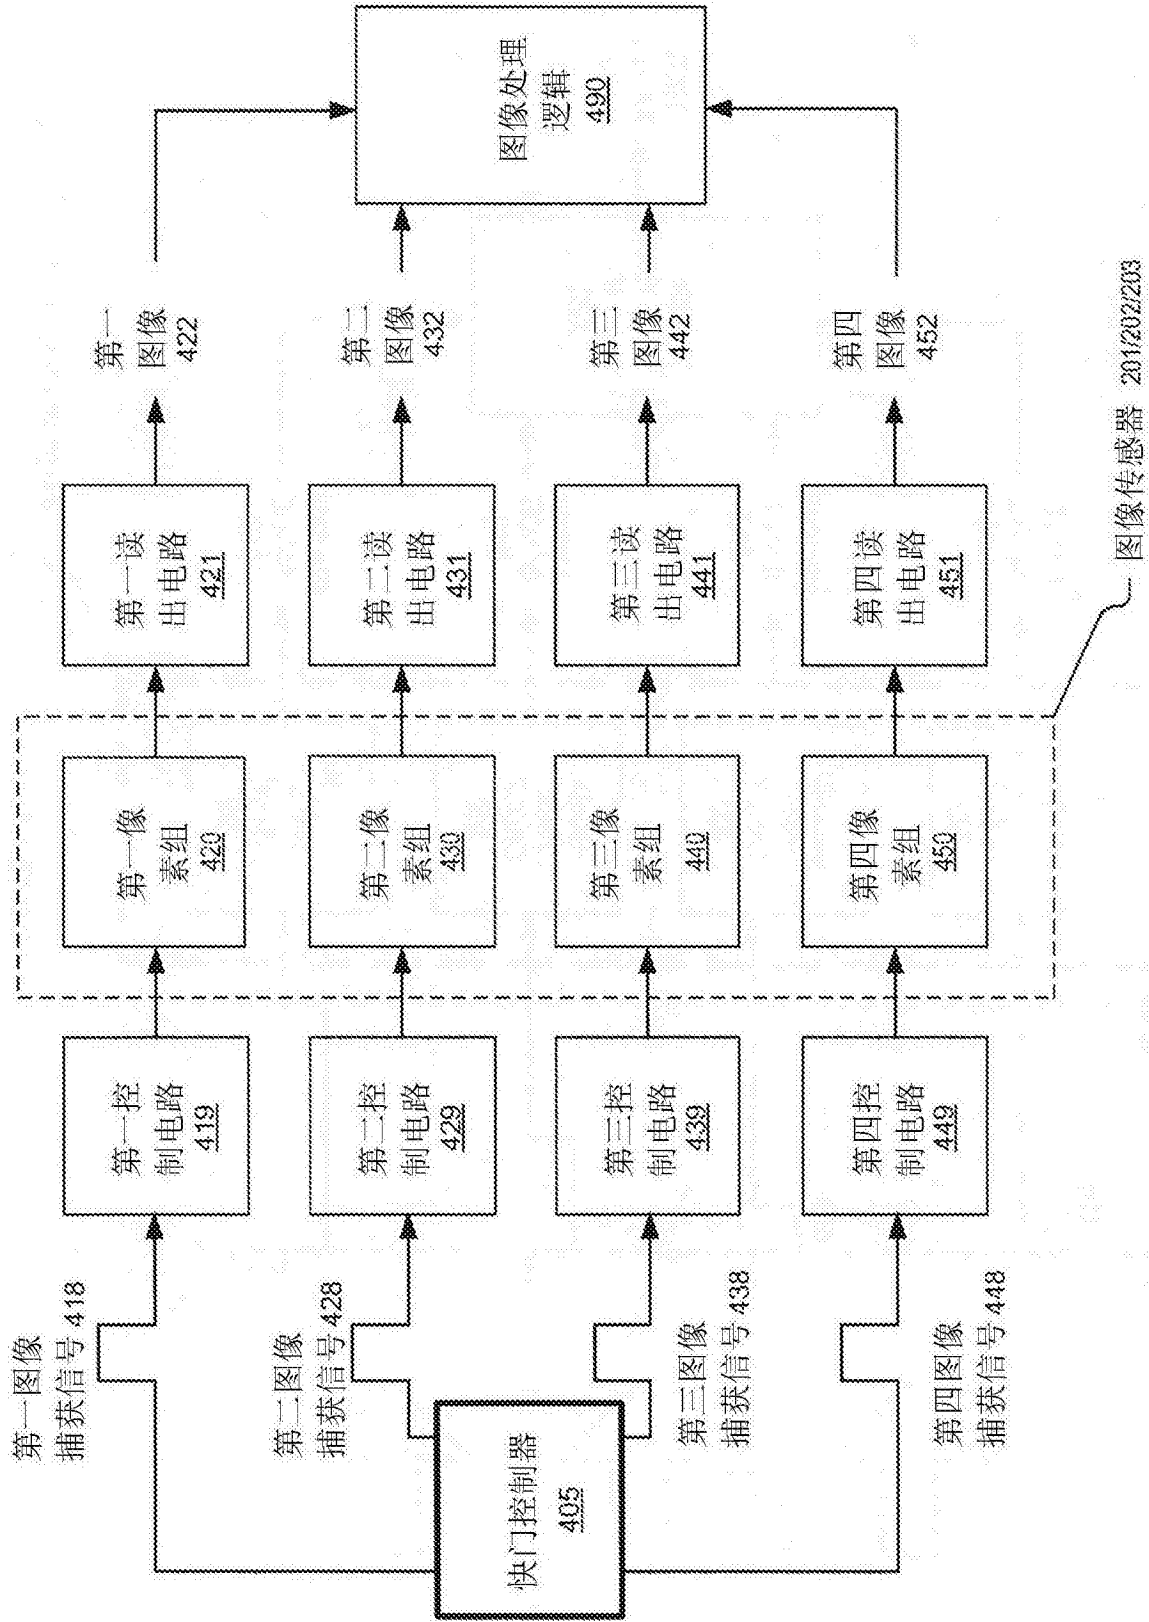 第一图像
捕获信号 418
第一控
制电路
419
第一像
素组
420
第一读
出电路
421
第一
图像
422
第二图像
捕获信号 428
第二控
制电路
429
第二像
素组
430
第二读
出电路
431
第二
图像
432
快门控制器
405
图像处理
逻辑
490
第三图像
捕获信号 438
第三控
制电路
439
第三像
素组
440
第三读
出电路
441
第三
图像
442
第四图像
捕获信号 448
第四控
制电路
449
第四像
素组
450
第四读
出电路
451
第四
图像
452
图像传感器 201/202/203